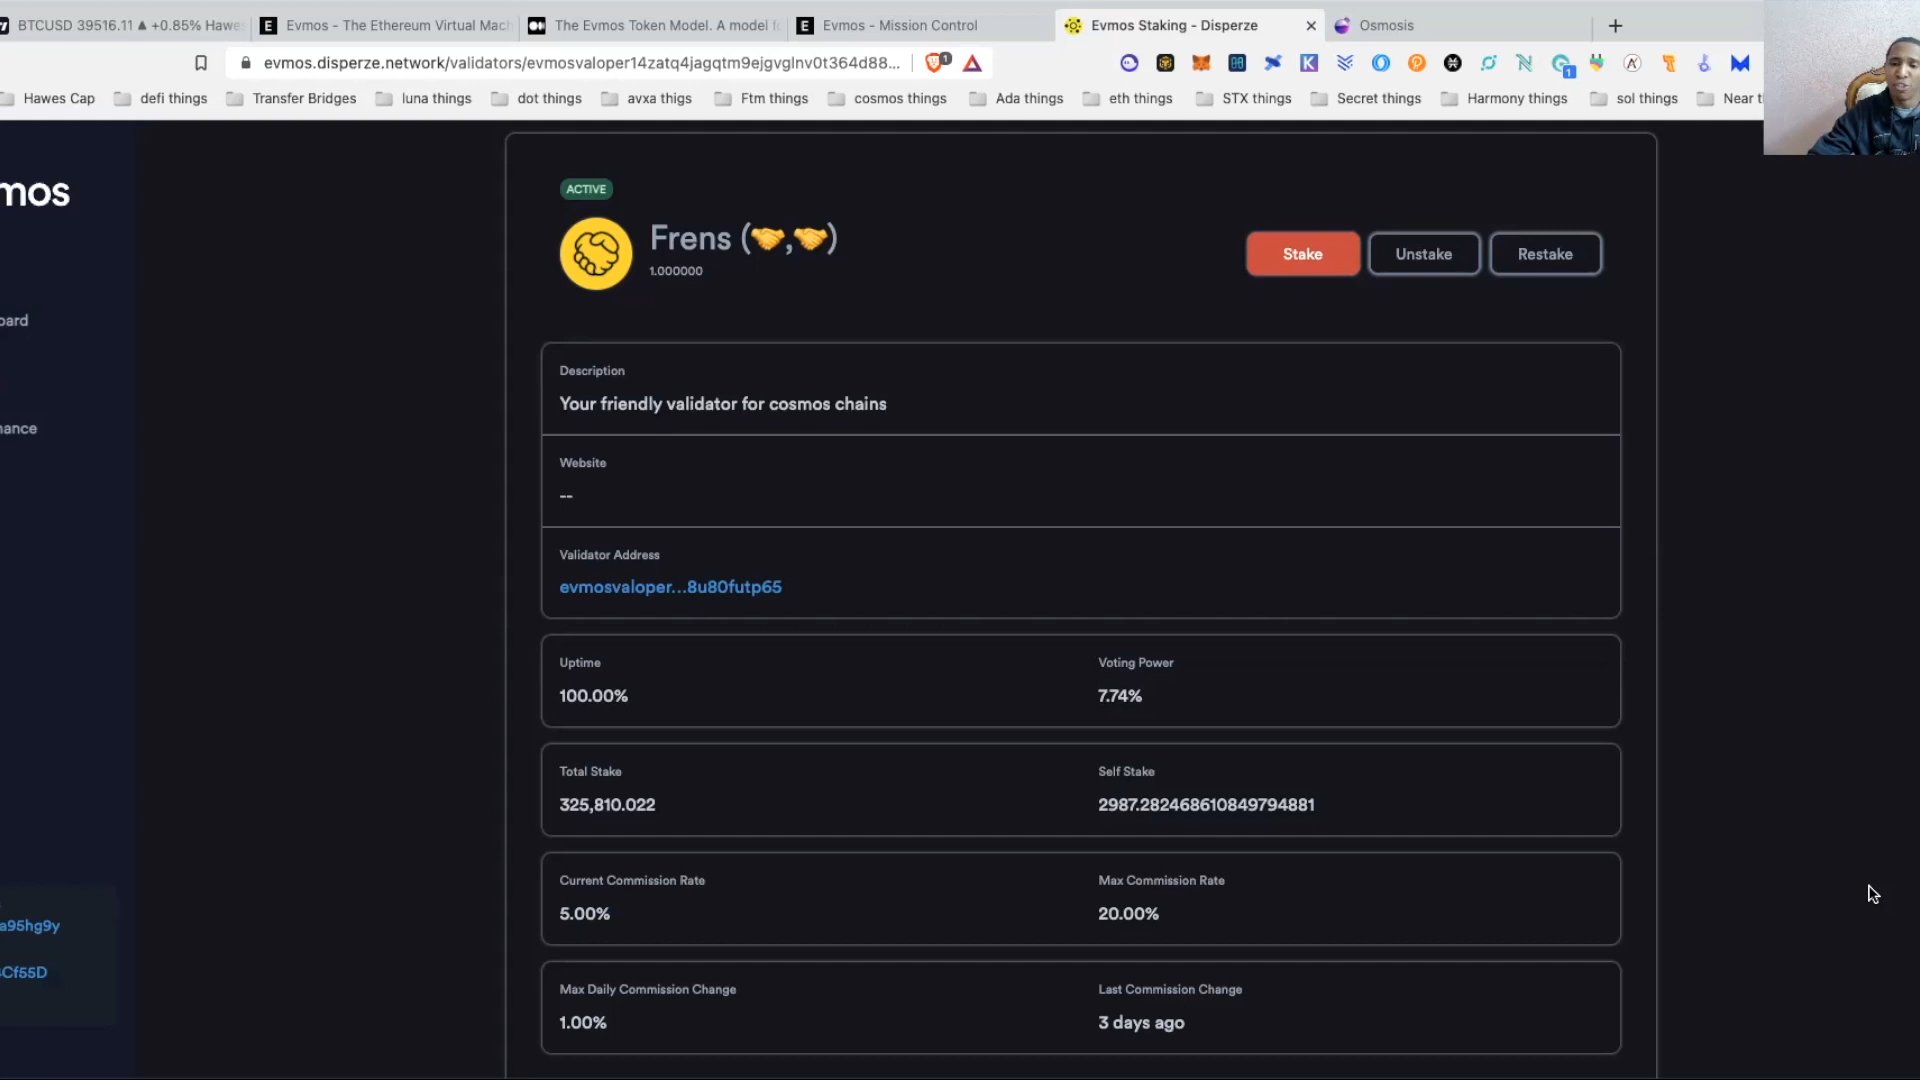 BTCUSD 39516.11 ▲ +0.85% Hawes
Evmos - The Ethereum Virtual Mach
The Evmos Token Model. A model fo
Evmos - Mission Control
Evmos Staking - Disperze
Osmosis
evmos.disperze.network/validators/evmosvaloper14zatq4jagqtm9ejgvglnv0t364d88...
Hawes Cap
defi things
Transfer Bridges
luna things
dot things
avxa thigs
Ftm things
cosmos things
Ada things
eth things
STX things
Secret things
Harmony things
sol things
Near t
mos
ACTIVE
Frens (🤝,🤝)
1.000000
Stake
Unstake
Restake
oard
nance
Description
Your friendly validator for cosmos chains
Website
--
Validator Address
evmosvaloper...8u80futp65
Uptime
100.00%
Voting Power
7.74%
Total Stake
325,810.022
Self Stake
2987.282468610849794881
Current Commission Rate
5.00%
Max Commission Rate
20.00%
Max Daily Commission Change
1.00%
Last Commission Change
3 days ago
a95hg9y
Cf55D